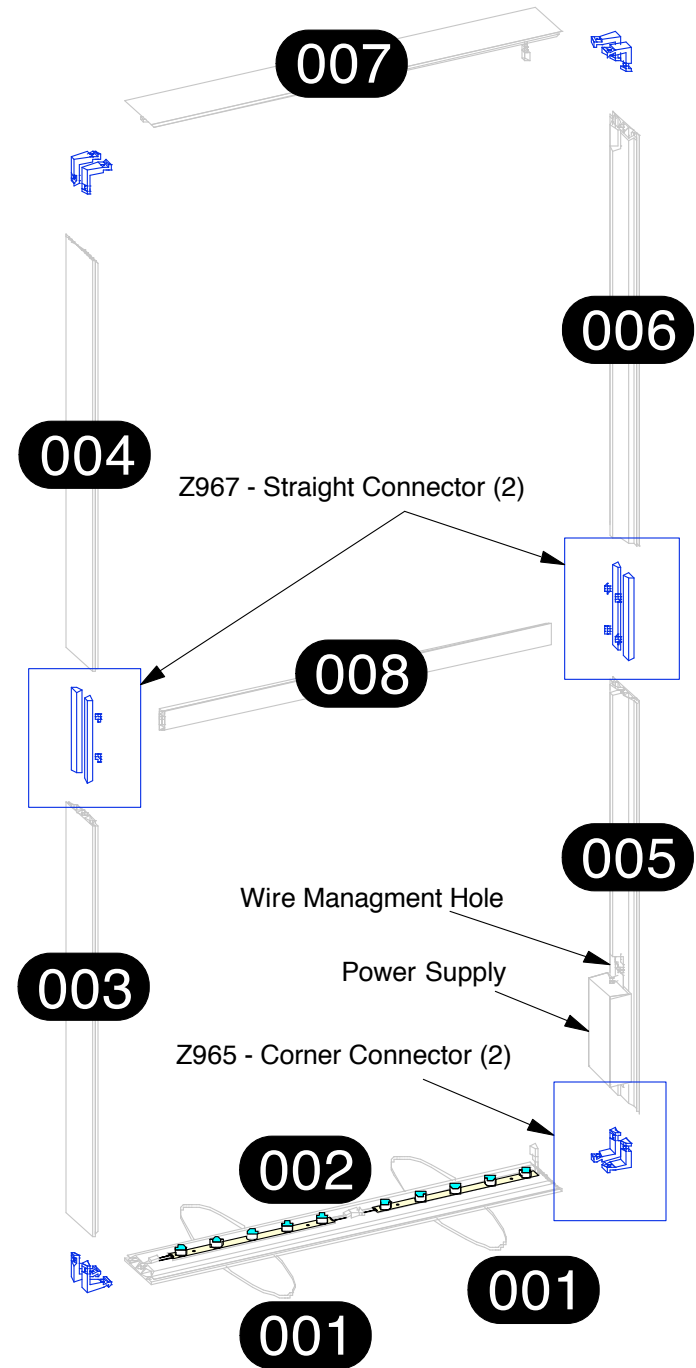 007
006
004
Z967 - Straight Connector (2)
008
005
Wire Managment Hole
003
Power Supply
Z965 - Corner Connector (2)
002
001
001